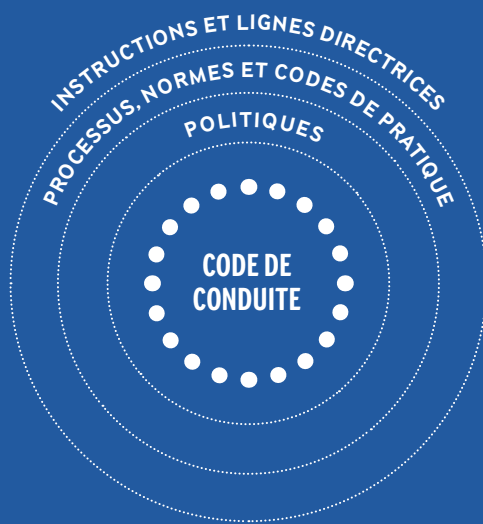 INSTRUCTIONS ET LIGNES DIRECTRICES
PROCESSUS, NORMES ET CODES DE PRATIQUE
POLITIQUES
CODE DE
CONDUITE